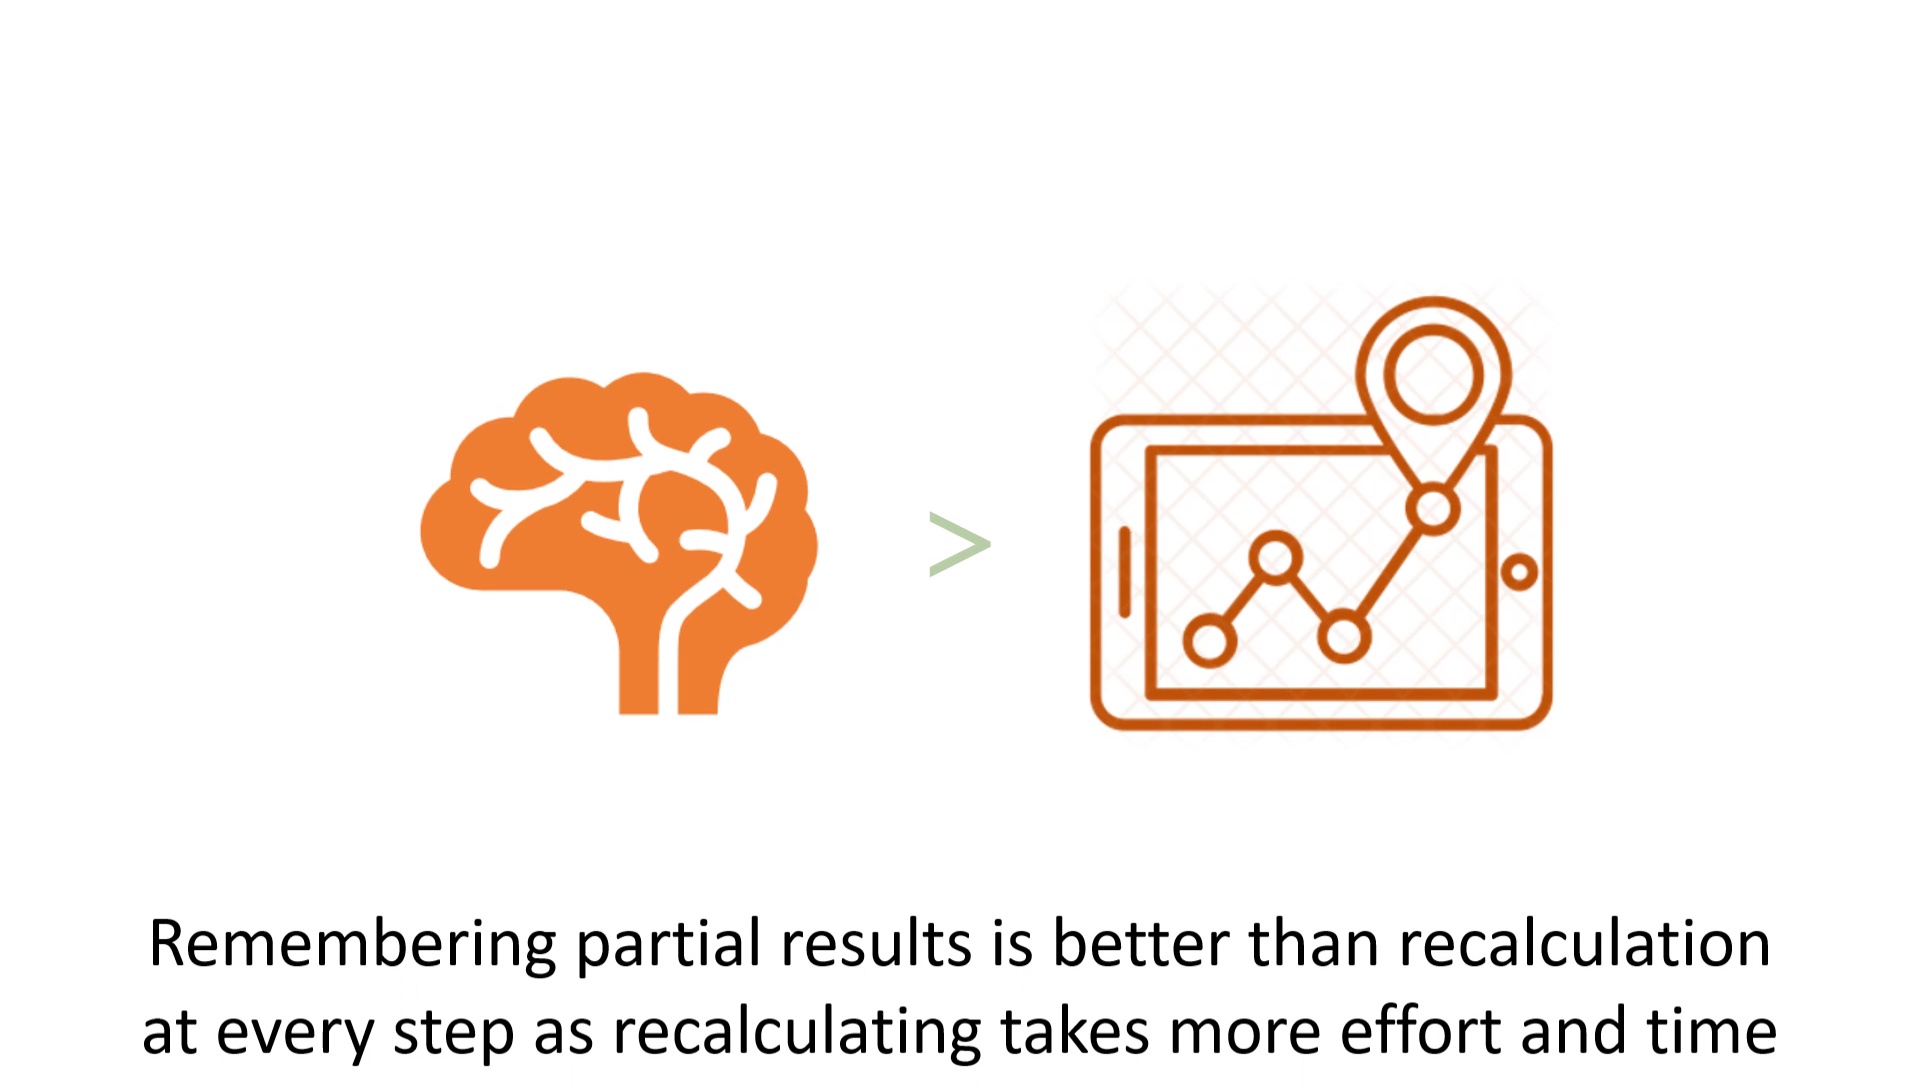 >
Remembering partial results is better than recalculation
at every step as recalculating takes more effort and time